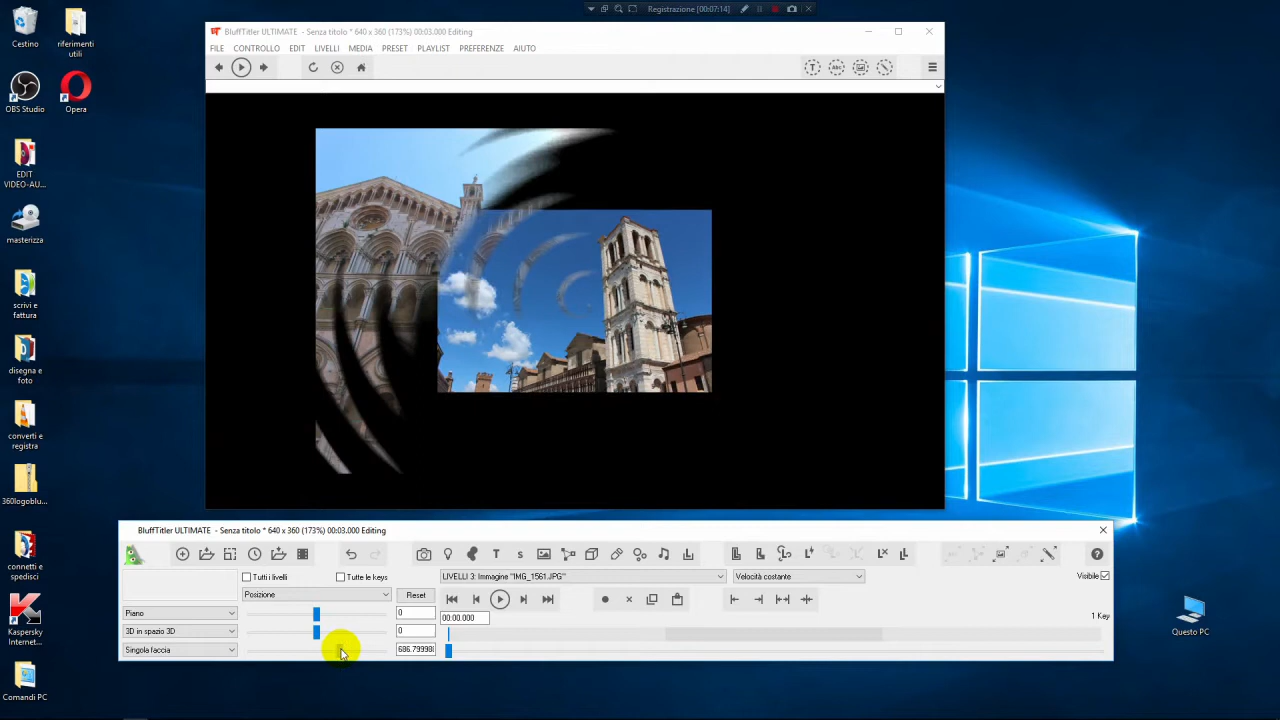 Registrazione [00:07:14]
Cestino
riferimenti
utili
OBS Studio
Opera
EDIT
VIDEO-AU...
masterizza
scrivi e
fattura
disegna e
foto
converti e
registra
360logoblu...
connetti e
spedisci
Kaspersky
Internet...
Comandi PC
Questo PC
BluffTitler ULTIMATE - Senza titolo * 640 x 360 (173%) 00:03.000 Editing
FILE CONTROLLO EDIT LIVELLI MEDIA PRESET PLAYLIST PREFERENZE AIUTO
T ABC
BluffTitler ULTIMATE - Senza titolo * 640 x 360 (173%) 00:03.000 Editing
T S
Tutti i livelli Tutte le keys LIVELLI 3: Immagine "IMG_1561.JPG" Velocità costante Visibile
Posizione Reset
Piano 0 00:00.000 1 Key
3D in spazio 3D 0
Singola faccia 686.799988